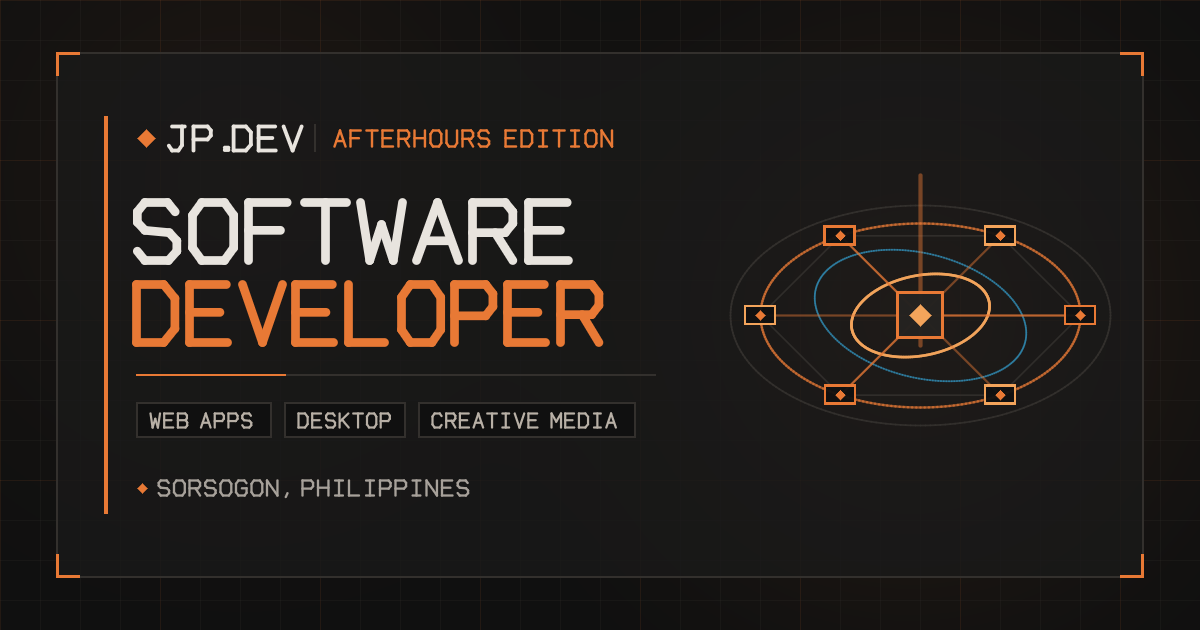 JP.DEV AFTERHOURS EDITION
SOFTWARE
DEVELOPER
WEB APPS DESKTOP CREATIVE MEDIA
SORSOGON, PHILIPPINES